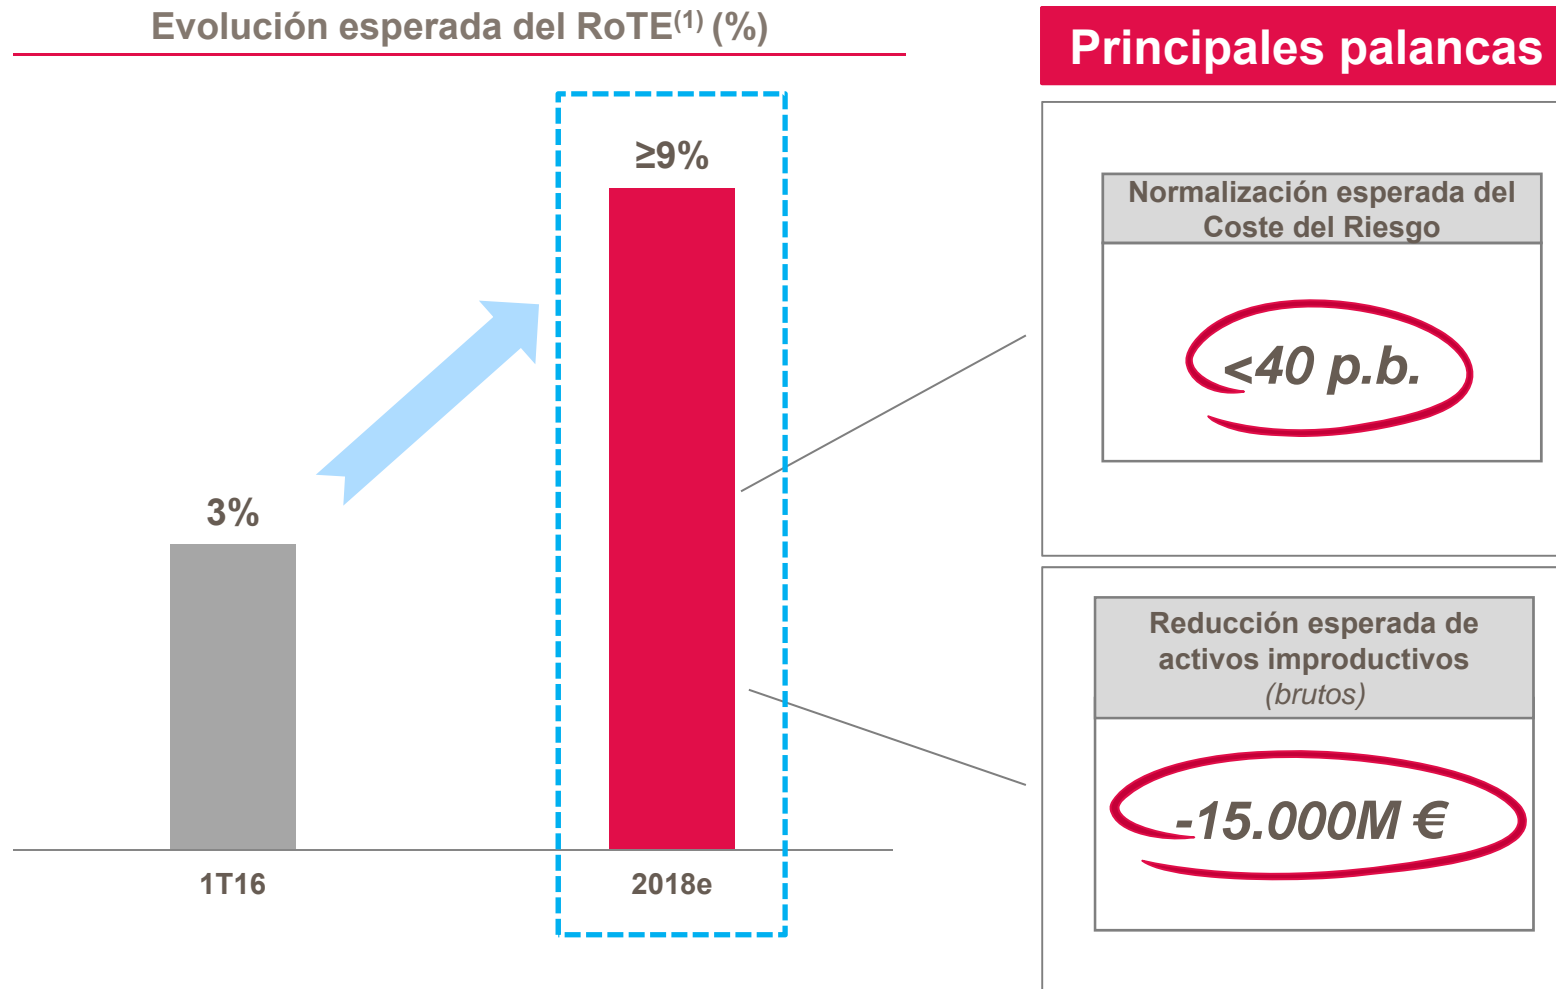 Evolución esperada del RoTE(1) (%)
≥9%
3%
1T16
2018e
Principales palancas
Normalización esperada del
Coste del Riesgo
<40 p.b.
Reducción esperada de
activos improductivos
(brutos)
-15.000M €